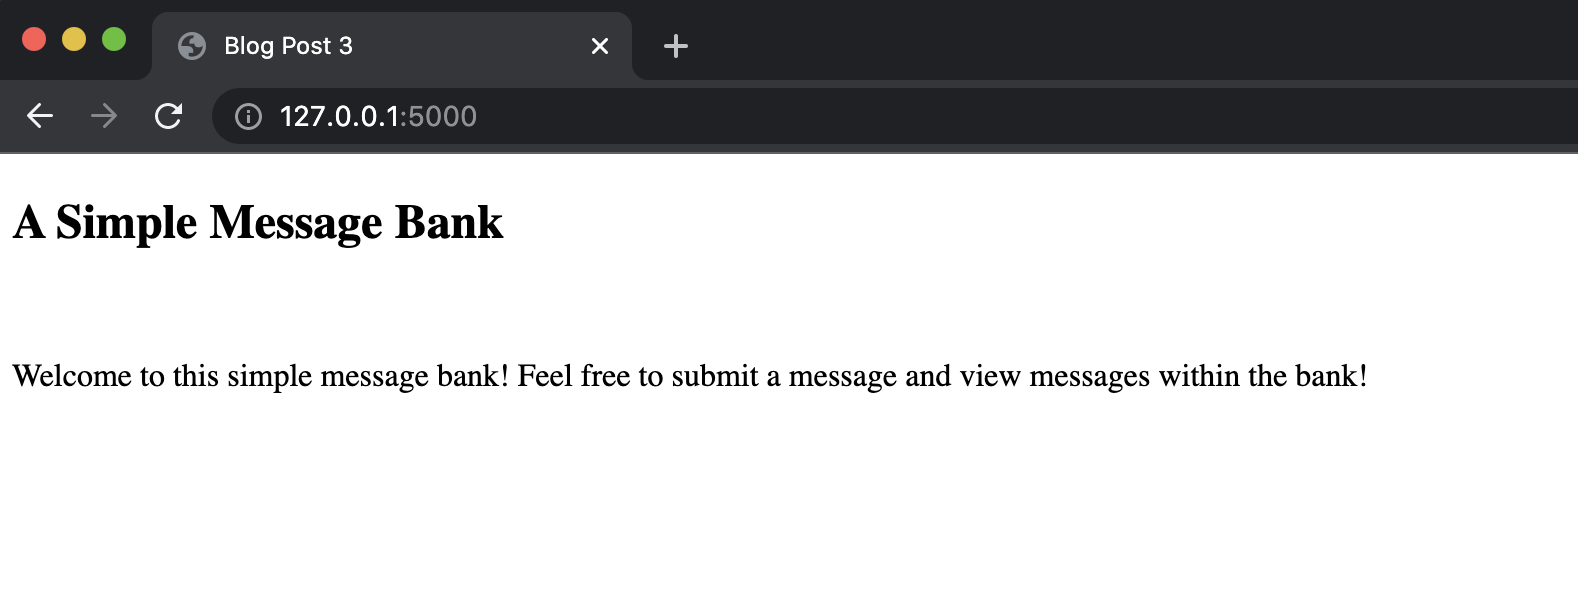 Blog Post 3
127.0.0.1:5000
A Simple Message Bank
Welcome to this simple message bank! Feel free to submit a message and view messages within the bank!